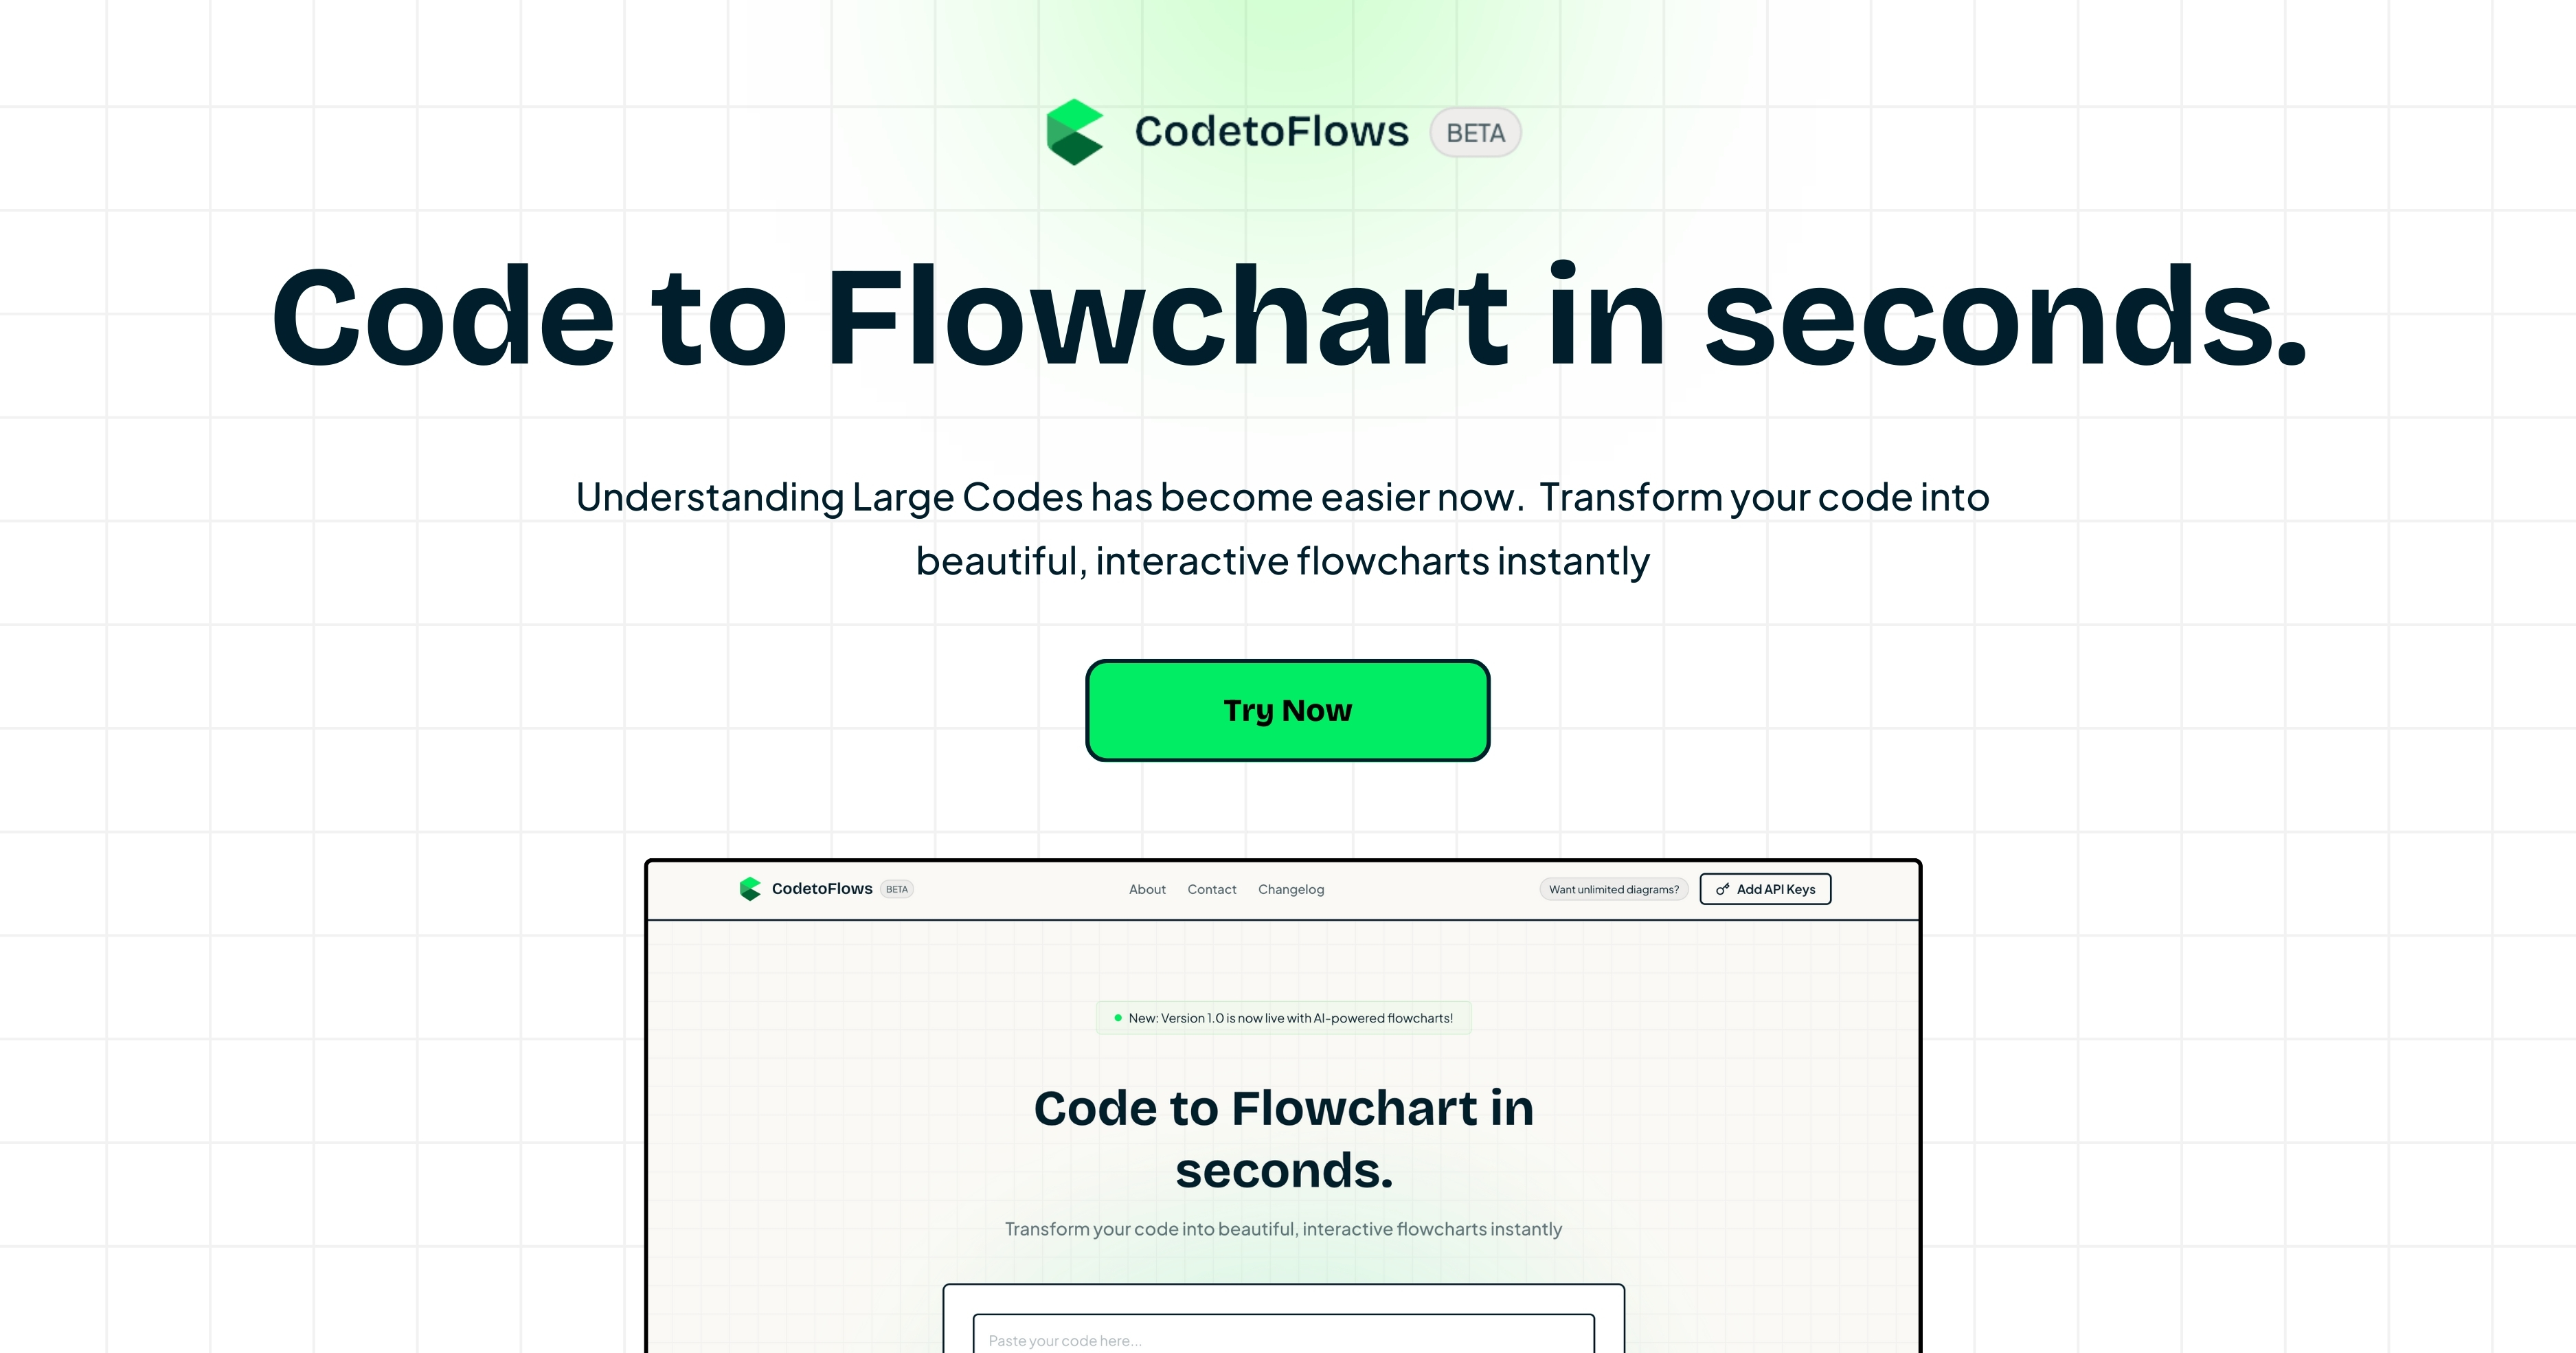 CodetoFlows BETA
Code to Flowchart in seconds.
Understanding Large Codes has become easier now. Transform your code into
beautiful, interactive flowcharts instantly
Try Now
CodetoFlows BETA About Contact Changelog Want unlimited diagrams? Add API Keys
New: Version 1.0 is now live with AI-powered flowcharts!
Code to Flowchart in
seconds.
Transform your code into beautiful, interactive flowcharts instantly
Paste your code here...